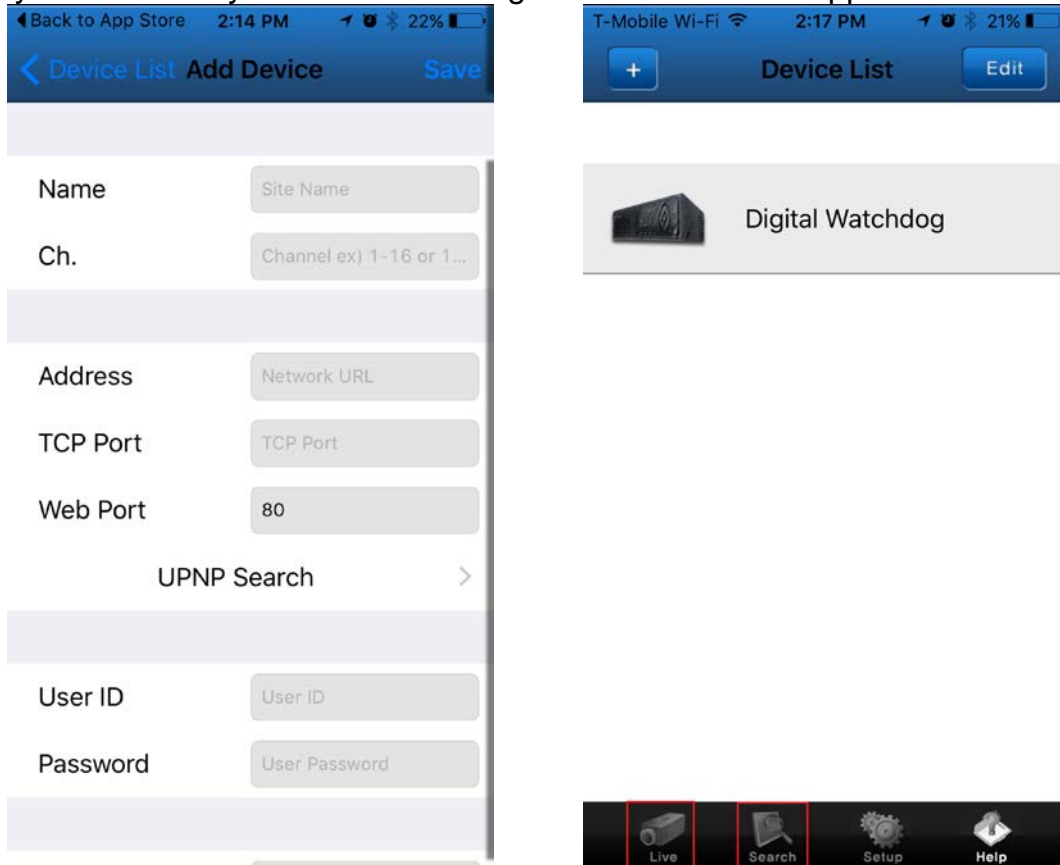 Back to App Store 2:14 PM 22%
Device List Add Device Save
Name Site Name
Ch. Channel ex) 1-16 or 1...
Address Network URL
TCP Port TCP Port
Web Port 80
UPNP Search
User ID User ID
Password User Password
T-Mobile Wi-Fi 2:17 PM 21%
+ Device List Edit
Digital Watchdog
Live Search Setup Help